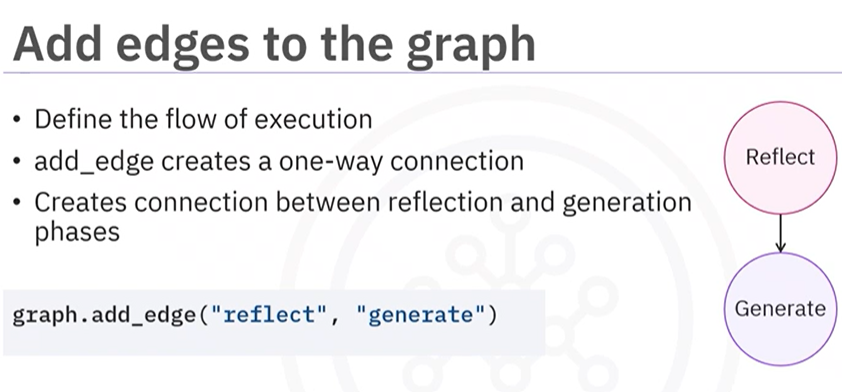 Add edges to the graph
• Define the flow of execution
• add_edge creates a one-way connection
• Creates connection between reflection and generation
phases
graph.add_edge("reflect", "generate")
Reflect
Generate